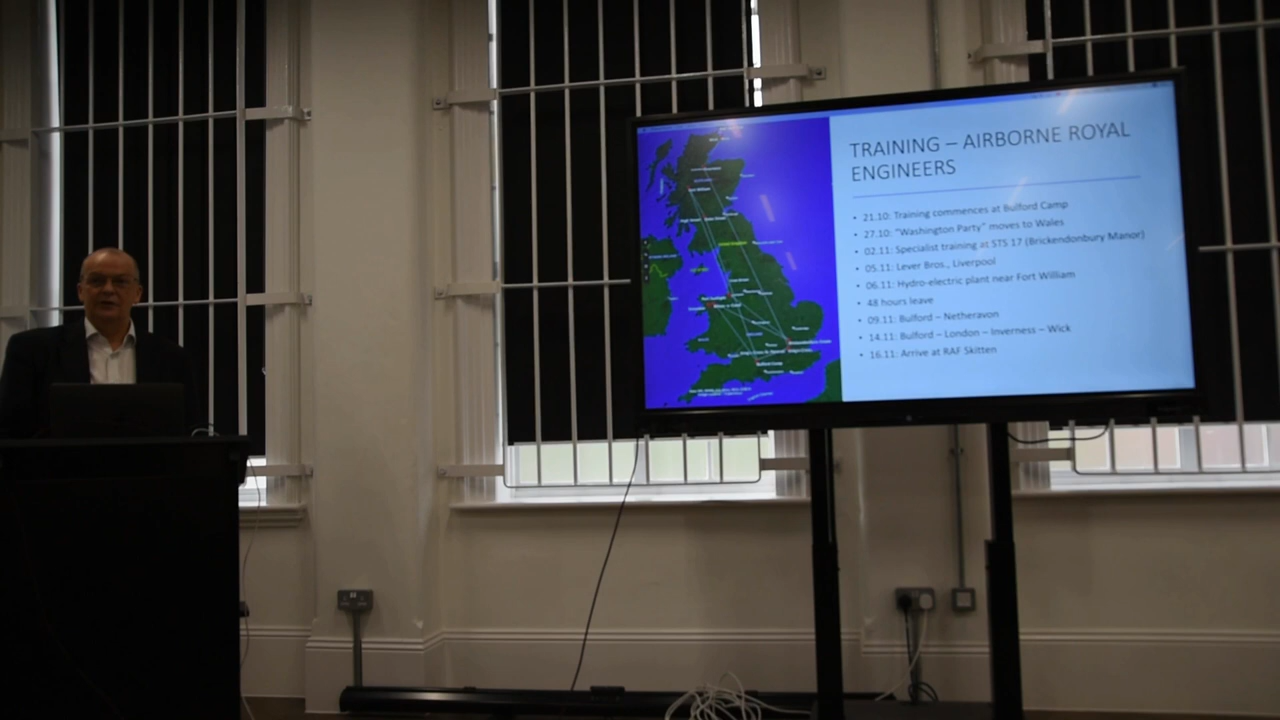 TRAINING – AIRBORNE ROYAL
ENGINEERS
• 21.10: Training commences at Bulford Camp
• 27.10: "Washington Party" moves to Wales
• 02.11: Specialist training at STS 17 (Brickendonbury Manor)
• 05.11: Lever Bros., Liverpool
• 06.11: Hydro-electric plant near Fort William
• 48 hours leave
• 09.11: Bulford – Netheravon
• 14.11: Bulford – London – Inverness – Wick
• 16.11: Arrive at RAF Skitten